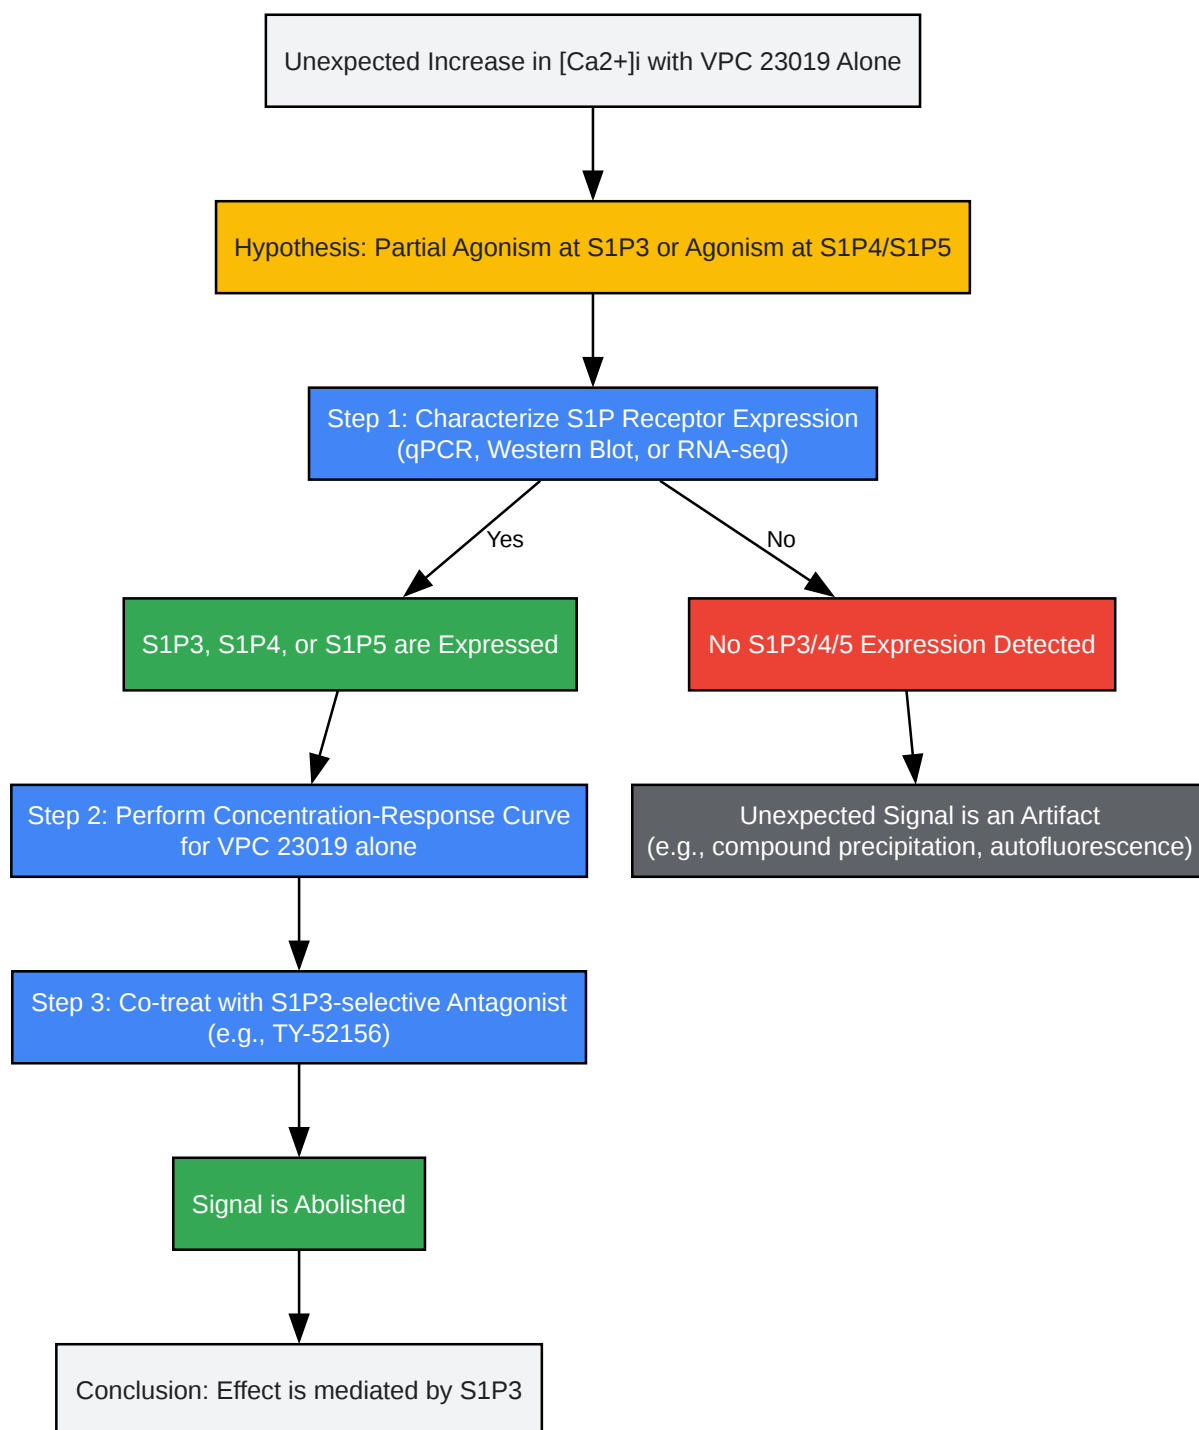 Unexpected Increase in [Ca2+]i with VPC 23019 Alone
Hypothesis: Partial Agonism at S1P3 or Agonism at S1P4/S1P5
Step 1: Characterize S1P Receptor Expression
(qPCR, Western Blot, or RNA-seq)
Yes
No
S1P3, S1P4, or S1P5 are Expressed
No S1P3/4/5 Expression Detected
Step 2: Perform Concentration-Response Curve
for VPC 23019 alone
Unexpected Signal is an Artifact
(e.g., compound precipitation, autofluorescence)
Step 3: Co-treat with S1P3-selective Antagonist
(e.g., TY-52156)
Signal is Abolished
Conclusion: Effect is mediated by S1P3